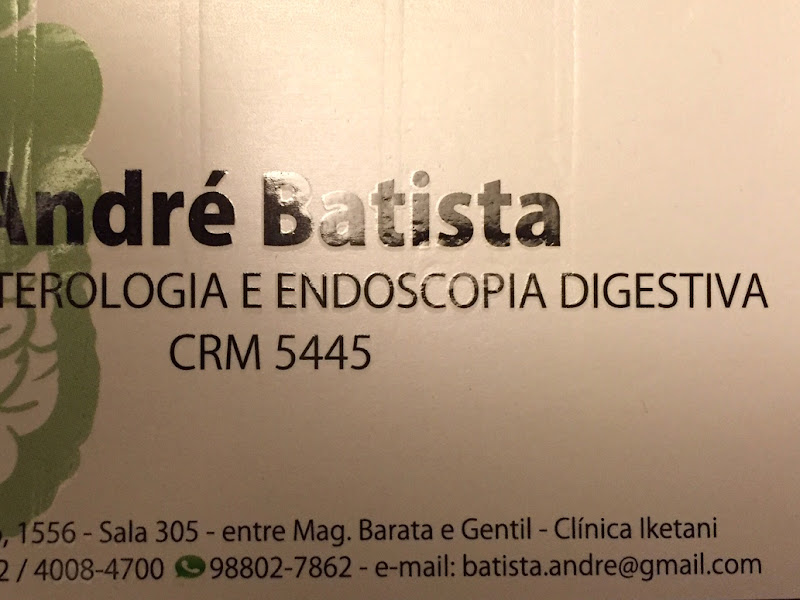 André Batista
TEROLOGIA E ENDOSCOPIA DIGESTIVA
CRM 5445
, 1556 - Sala 305 - entre Mag. Barata e Gentil - Clínica Iketani
2 / 4008-4700 98802-7862 - e-mail: batista.andre@gmail.com